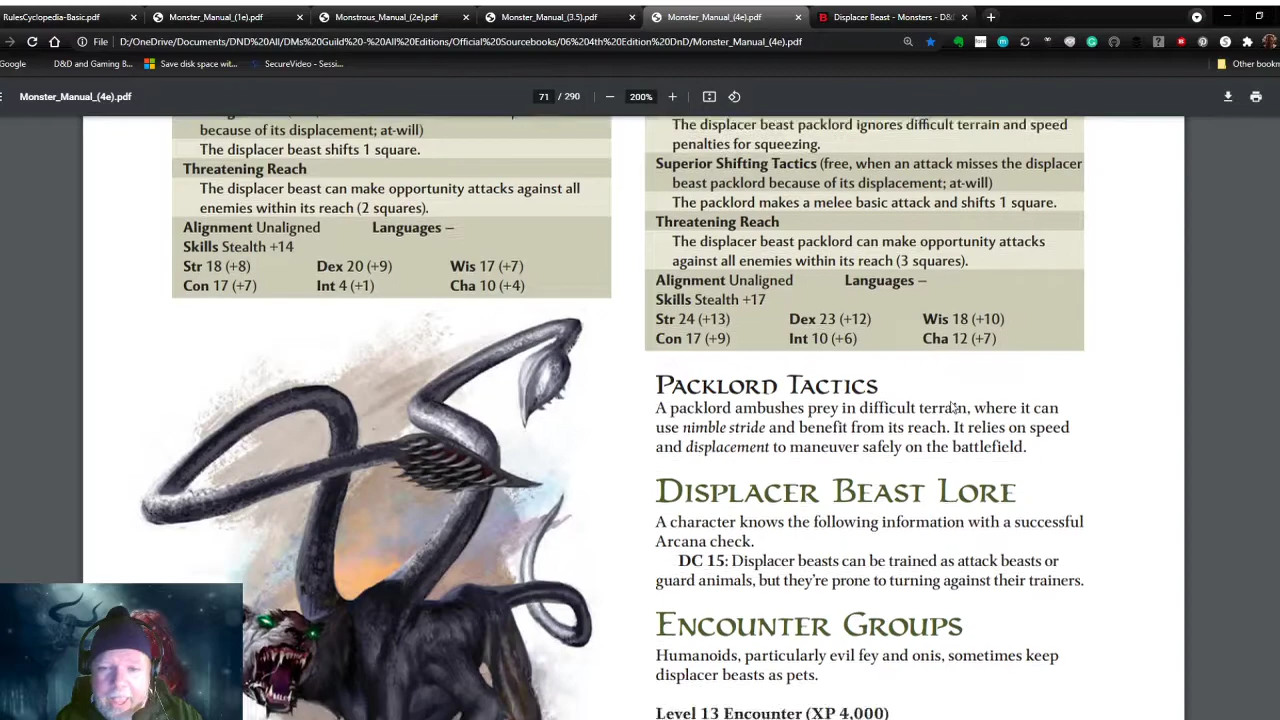 RulesCyclopedia-Basic.pdf
Monster_Manual_(1e).pdf
Monstrous_Manual_(2e).pdf
Monster_Manual_(3.5).pdf
Monster_Manual_(4e).pdf
Displacer Beast - Monsters - D&
File
D:/OneDrive/Documents/DND%20All/DMs%20Guild%20-%20All%20Editions/Official%20Sourcebooks/06%204th%20Edition%20DnD/Monster_Manual_(4e).pdf
Google
D&D and Gaming B...
Save disk space wit...
SecureVideo - Sessi...
Other bookm
Monster_Manual_(4e).pdf
71 / 290
200%
because of its displacement; at-will)
The displacer beast shifts 1 square.
Threatening Reach
The displacer beast can make opportunity attacks against all
enemies within its reach (2 squares).
Alignment Unaligned Languages –
Skills Stealth +14
Str 18 (+8) Dex 20 (+9) Wis 17 (+7)
Con 17 (+7) Int 4 (+1) Cha 10 (+4)
The displacer beast packlord ignores difficult terrain and speed
penalties for squeezing.
Superior Shifting Tactics (free, when an attack misses the displacer
beast packlord because of its displacement; at-will)
The packlord makes a melee basic attack and shifts 1 square.
Threatening Reach
The displacer beast packlord can make opportunity attacks
against all enemies within its reach (3 squares).
Alignment Unaligned Languages –
Skills Stealth +17
Str 24 (+13) Dex 23 (+12) Wis 18 (+10)
Con 17 (+9) Int 10 (+6) Cha 12 (+7)
Packlord Tactics
A packlord ambushes prey in difficult terrain, where it can
use nimble stride and benefit from its reach. It relies on speed
and displacement to maneuver safely on the battlefield.
Displacer Beast Lore
A character knows the following information with a successful
Arcana check.
DC 15: Displacer beasts can be trained as attack beasts or
guard animals, but they're prone to turning against their trainers.
Encounter Groups
Humanoids, particularly evil fey and onis, sometimes keep
displacer beasts as pets.
Level 13 Encounter (XP 4,000)